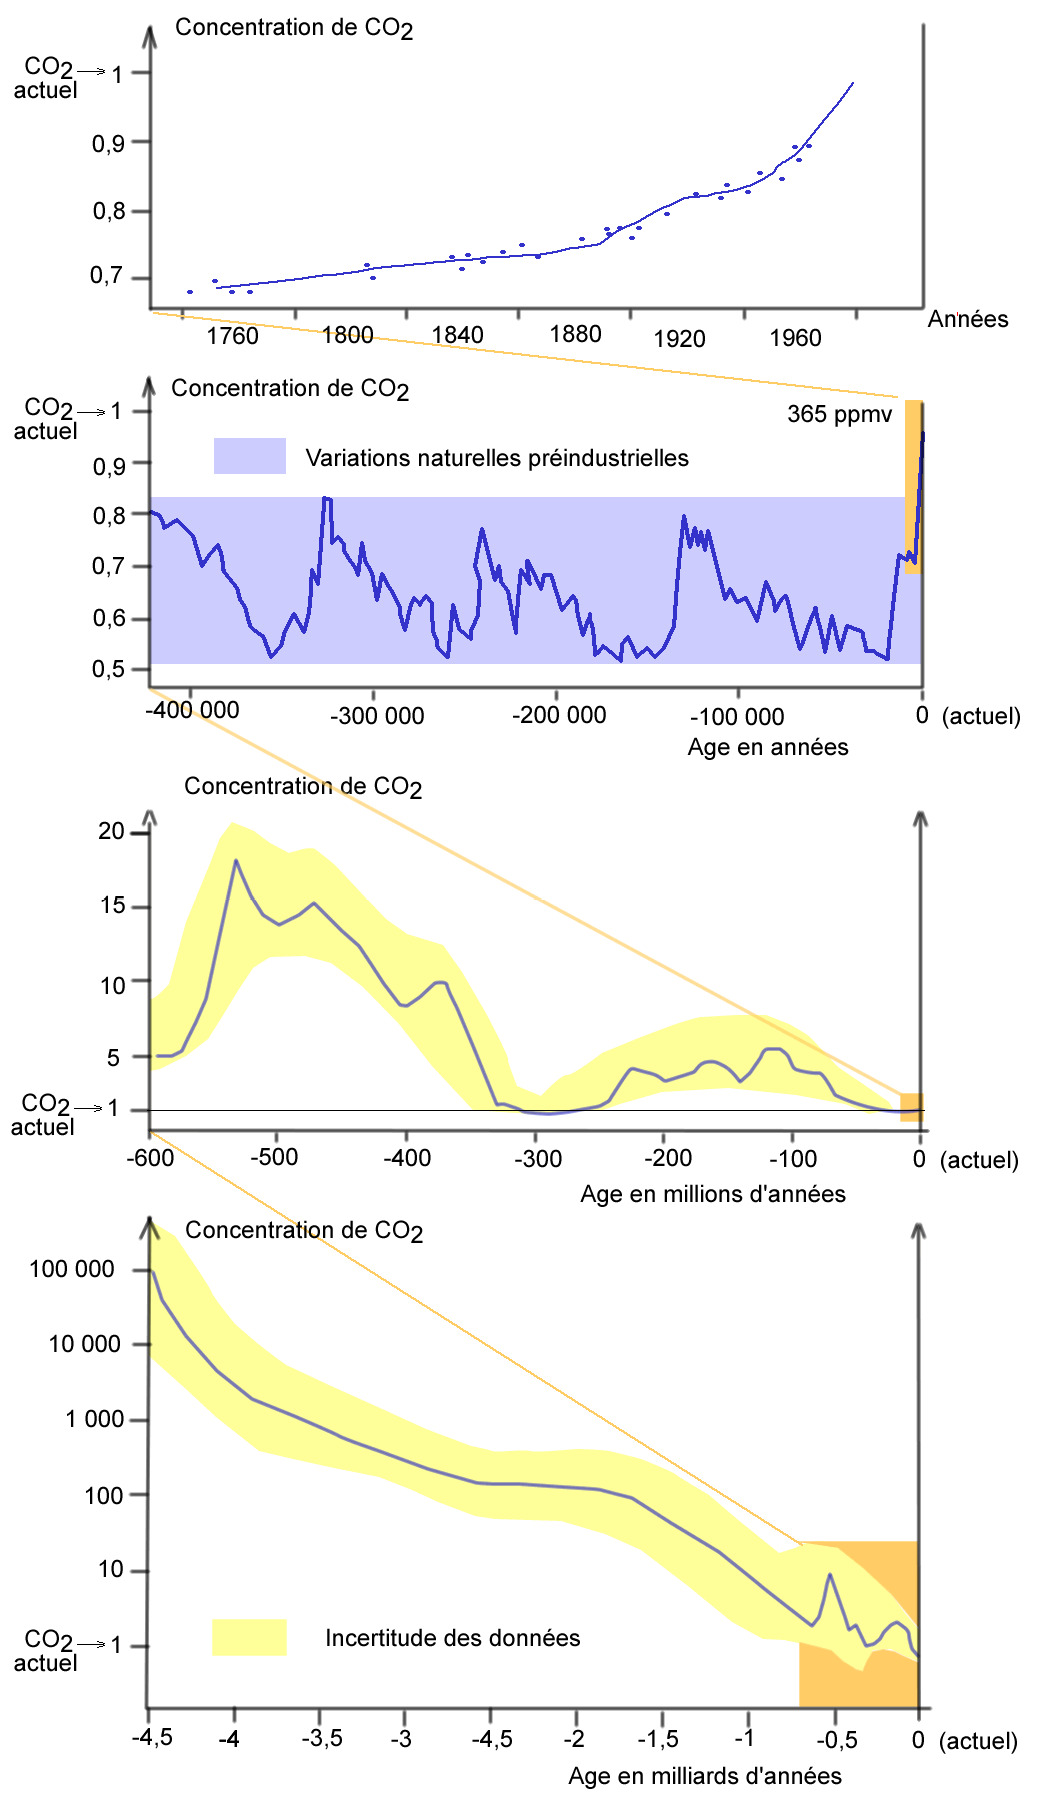 Concentration de CO2
CO2 → 1
actuel
0,9
0,8
0,7
1760 1800 1840 1880 1920 1960 Années
Concentration de CO2
CO2 → 1
actuel
365 ppmv
Variations naturelles préindustrielles
0,9
0,8
0,7
0,6
0,5
-400 000 -300 000 -200 000 -100 000 0 (actuel)
Age en années
Concentration de CO2
20
15
10
5
CO2 → 1
actuel
-600 -500 -400 -300 -200 -100 0 (actuel)
Age en millions d'années
Concentration de CO2
100 000
10 000
1 000
100
10
Incertitude des données
CO2 → 1
actuel
-4,5 -4 -3,5 -3 -4,5 -2 -1,5 -1 -0,5 0 (actuel)
Age en milliards d'années